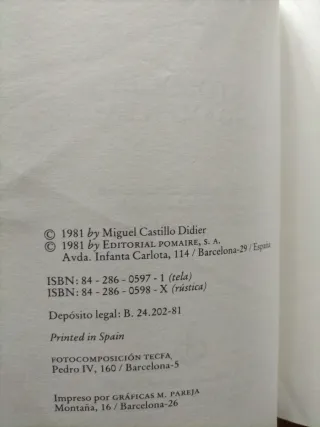 © 1981 by Miguel Castillo Didier
© 1981 by EDITORIAL POMAIRE, S. A.
Avda. Infanta Carlota, 114 / Barcelona-29 / España
ISBN: 84 - 286 - 0597 - 1 (tela)
ISBN: 84 - 286 - 0598 - X (rústica)
Depósito legal: B. 24.202-81
Printed in Spain
FOTOCOMPOSICIÓN TECFA
Pedro IV, 160 / Barcelona-5
Impreso por GRÁFICAS M. PAREJA
Montaña, 16 / Barcelona-26